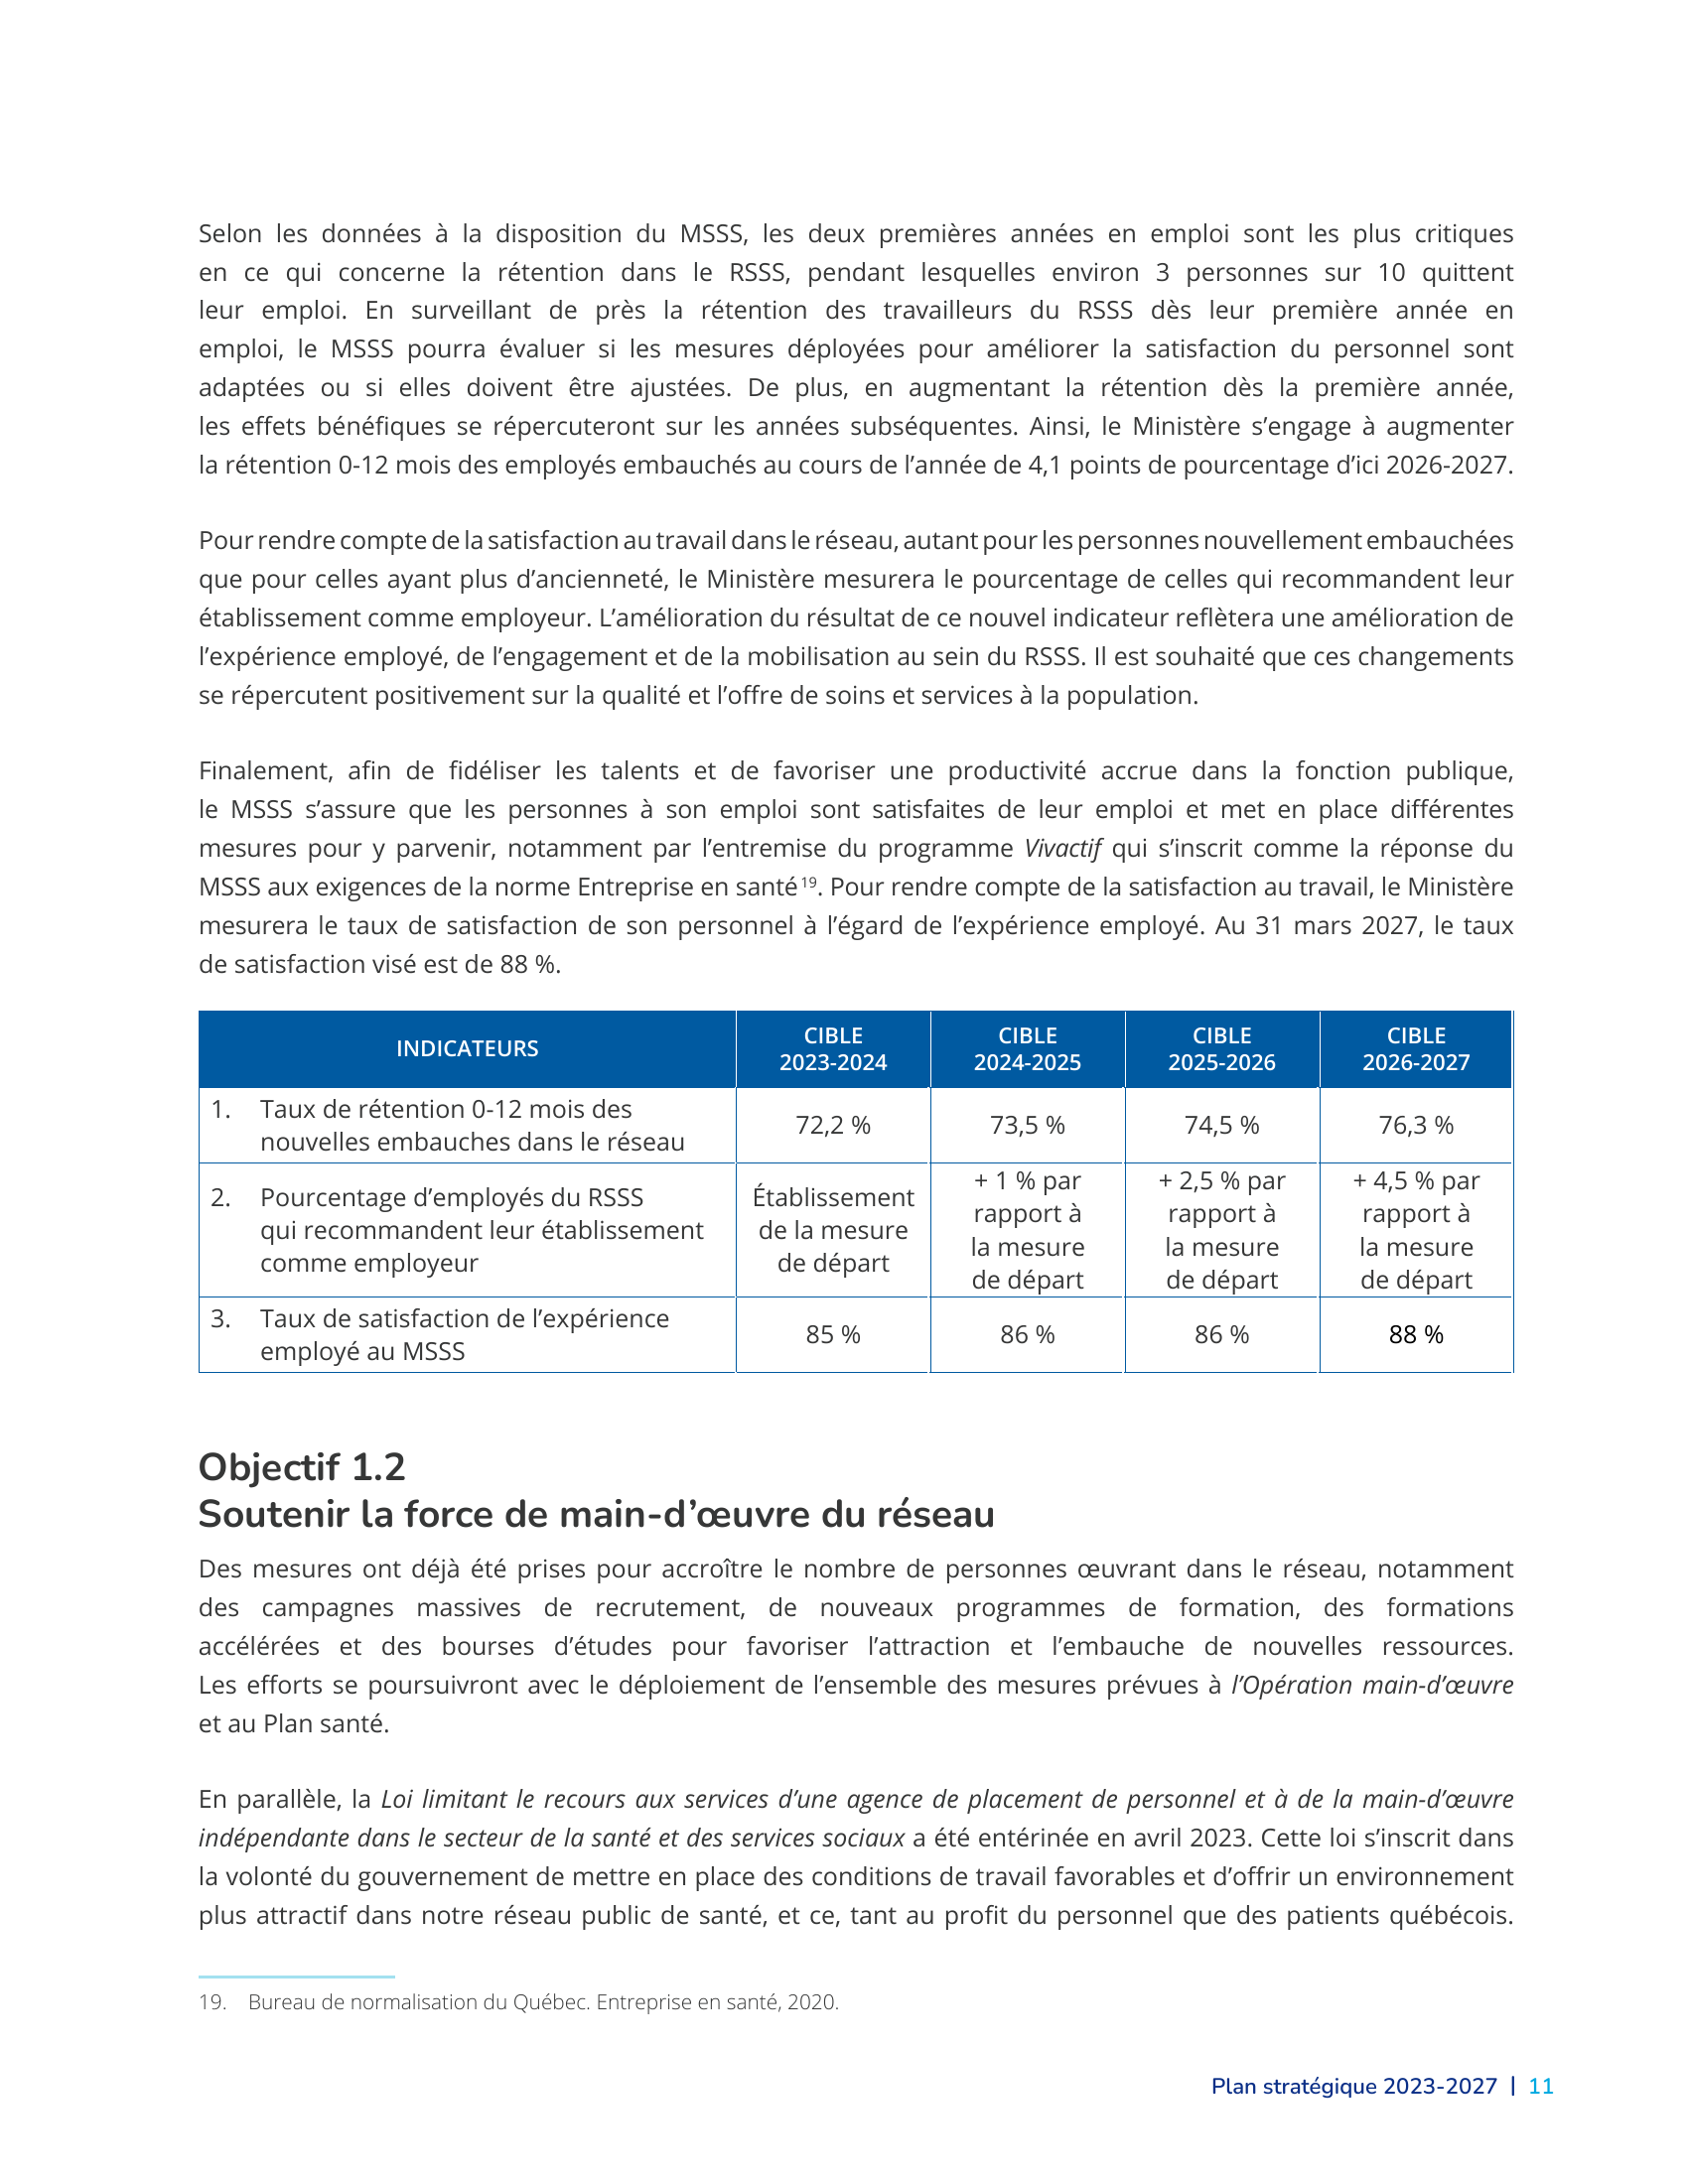 Selon les données à la disposition du MSSS, les deux premières années en emploi sont les plus critiques
en ce qui concerne la rétention dans le RSSS, pendant lesquelles environ 3 personnes sur 10 quittent
leur emploi. En surveillant de près la rétention des travailleurs du RSSS dès leur première année en
emploi, le MSSS pourra évaluer si les mesures déployées pour améliorer la satisfaction du personnel sont
adaptées ou si elles doivent être ajustées. De plus, en augmentant la rétention dès la première année,
les effets bénéfiques se répercuteront sur les années subséquentes. Ainsi, le Ministère s’engage à augmenter
la rétention 0-12 mois des employés embauchés au cours de l’année de 4,1 points de pourcentage d’ici 2026-2027.
Pour rendre compte de la satisfaction au travail dans le réseau, autant pour les personnes nouvellement embauchées
que pour celles ayant plus d’ancienneté, le Ministère mesurera le pourcentage de celles qui recommandent leur
établissement comme employeur. L’amélioration du résultat de ce nouvel indicateur reflètera une amélioration de
l’expérience employé, de l’engagement et de la mobilisation au sein du RSSS. Il est souhaité que ces changements
se répercutent positivement sur la qualité et l’offre de soins et services à la population.
Finalement, afin de fidéliser les talents et de favoriser une productivité accrue dans la fonction publique,
le MSSS s’assure que les personnes à son emploi sont satisfaites de leur emploi et met en place différentes
mesures pour y parvenir, notamment par l’entremise du programme Vivactif qui s’inscrit comme la réponse du
MSSS aux exigences de la norme Entreprise en santé 19. Pour rendre compte de la satisfaction au travail, le Ministère
mesurera le taux de satisfaction de son personnel à l’égard de l’expérience employé. Au 31 mars 2027, le taux
de satisfaction visé est de 88 %.
INDICATEURS
CIBLE
2023-2024
CIBLE
2024-2025
CIBLE
2025-2026
CIBLE
2026-2027
1. Taux de rétention 0-12 mois des
nouvelles embauches dans le réseau
72,2 %
73,5 %
74,5 %
76,3 %
2. Pourcentage d’employés du RSSS
qui recommandent leur établissement
comme employeur
Établissement
de la mesure
de départ
+ 1 % par
rapport à
la mesure
de départ
+ 2,5 % par
rapport à
la mesure
de départ
+ 4,5 % par
rapport à
la mesure
de départ
3. Taux de satisfaction de l’expérience
employé au MSSS
85 %
86 %
86 %
88 %
Objectif 1.2
Soutenir la force de main-d’œuvre du réseau
Des mesures ont déjà été prises pour accroître le nombre de personnes œuvrant dans le réseau, notamment
des campagnes massives de recrutement, de nouveaux programmes de formation, des formations
accélérées et des bourses d’études pour favoriser l’attraction et l’embauche de nouvelles ressources.
Les efforts se poursuivront avec le déploiement de l’ensemble des mesures prévues à l’Opération main-d’œuvre
et au Plan santé.
En parallèle, la Loi limitant le recours aux services d’une agence de placement de personnel et à de la main-d’œuvre
indépendante dans le secteur de la santé et des services sociaux a été entérinée en avril 2023. Cette loi s’inscrit dans
la volonté du gouvernement de mettre en place des conditions de travail favorables et d’offrir un environnement
plus attractif dans notre réseau public de santé, et ce, tant au profit du personnel que des patients québécois.
19. Bureau de normalisation du Québec. Entreprise en santé, 2020.
Plan stratégique 2023-2027 | 11